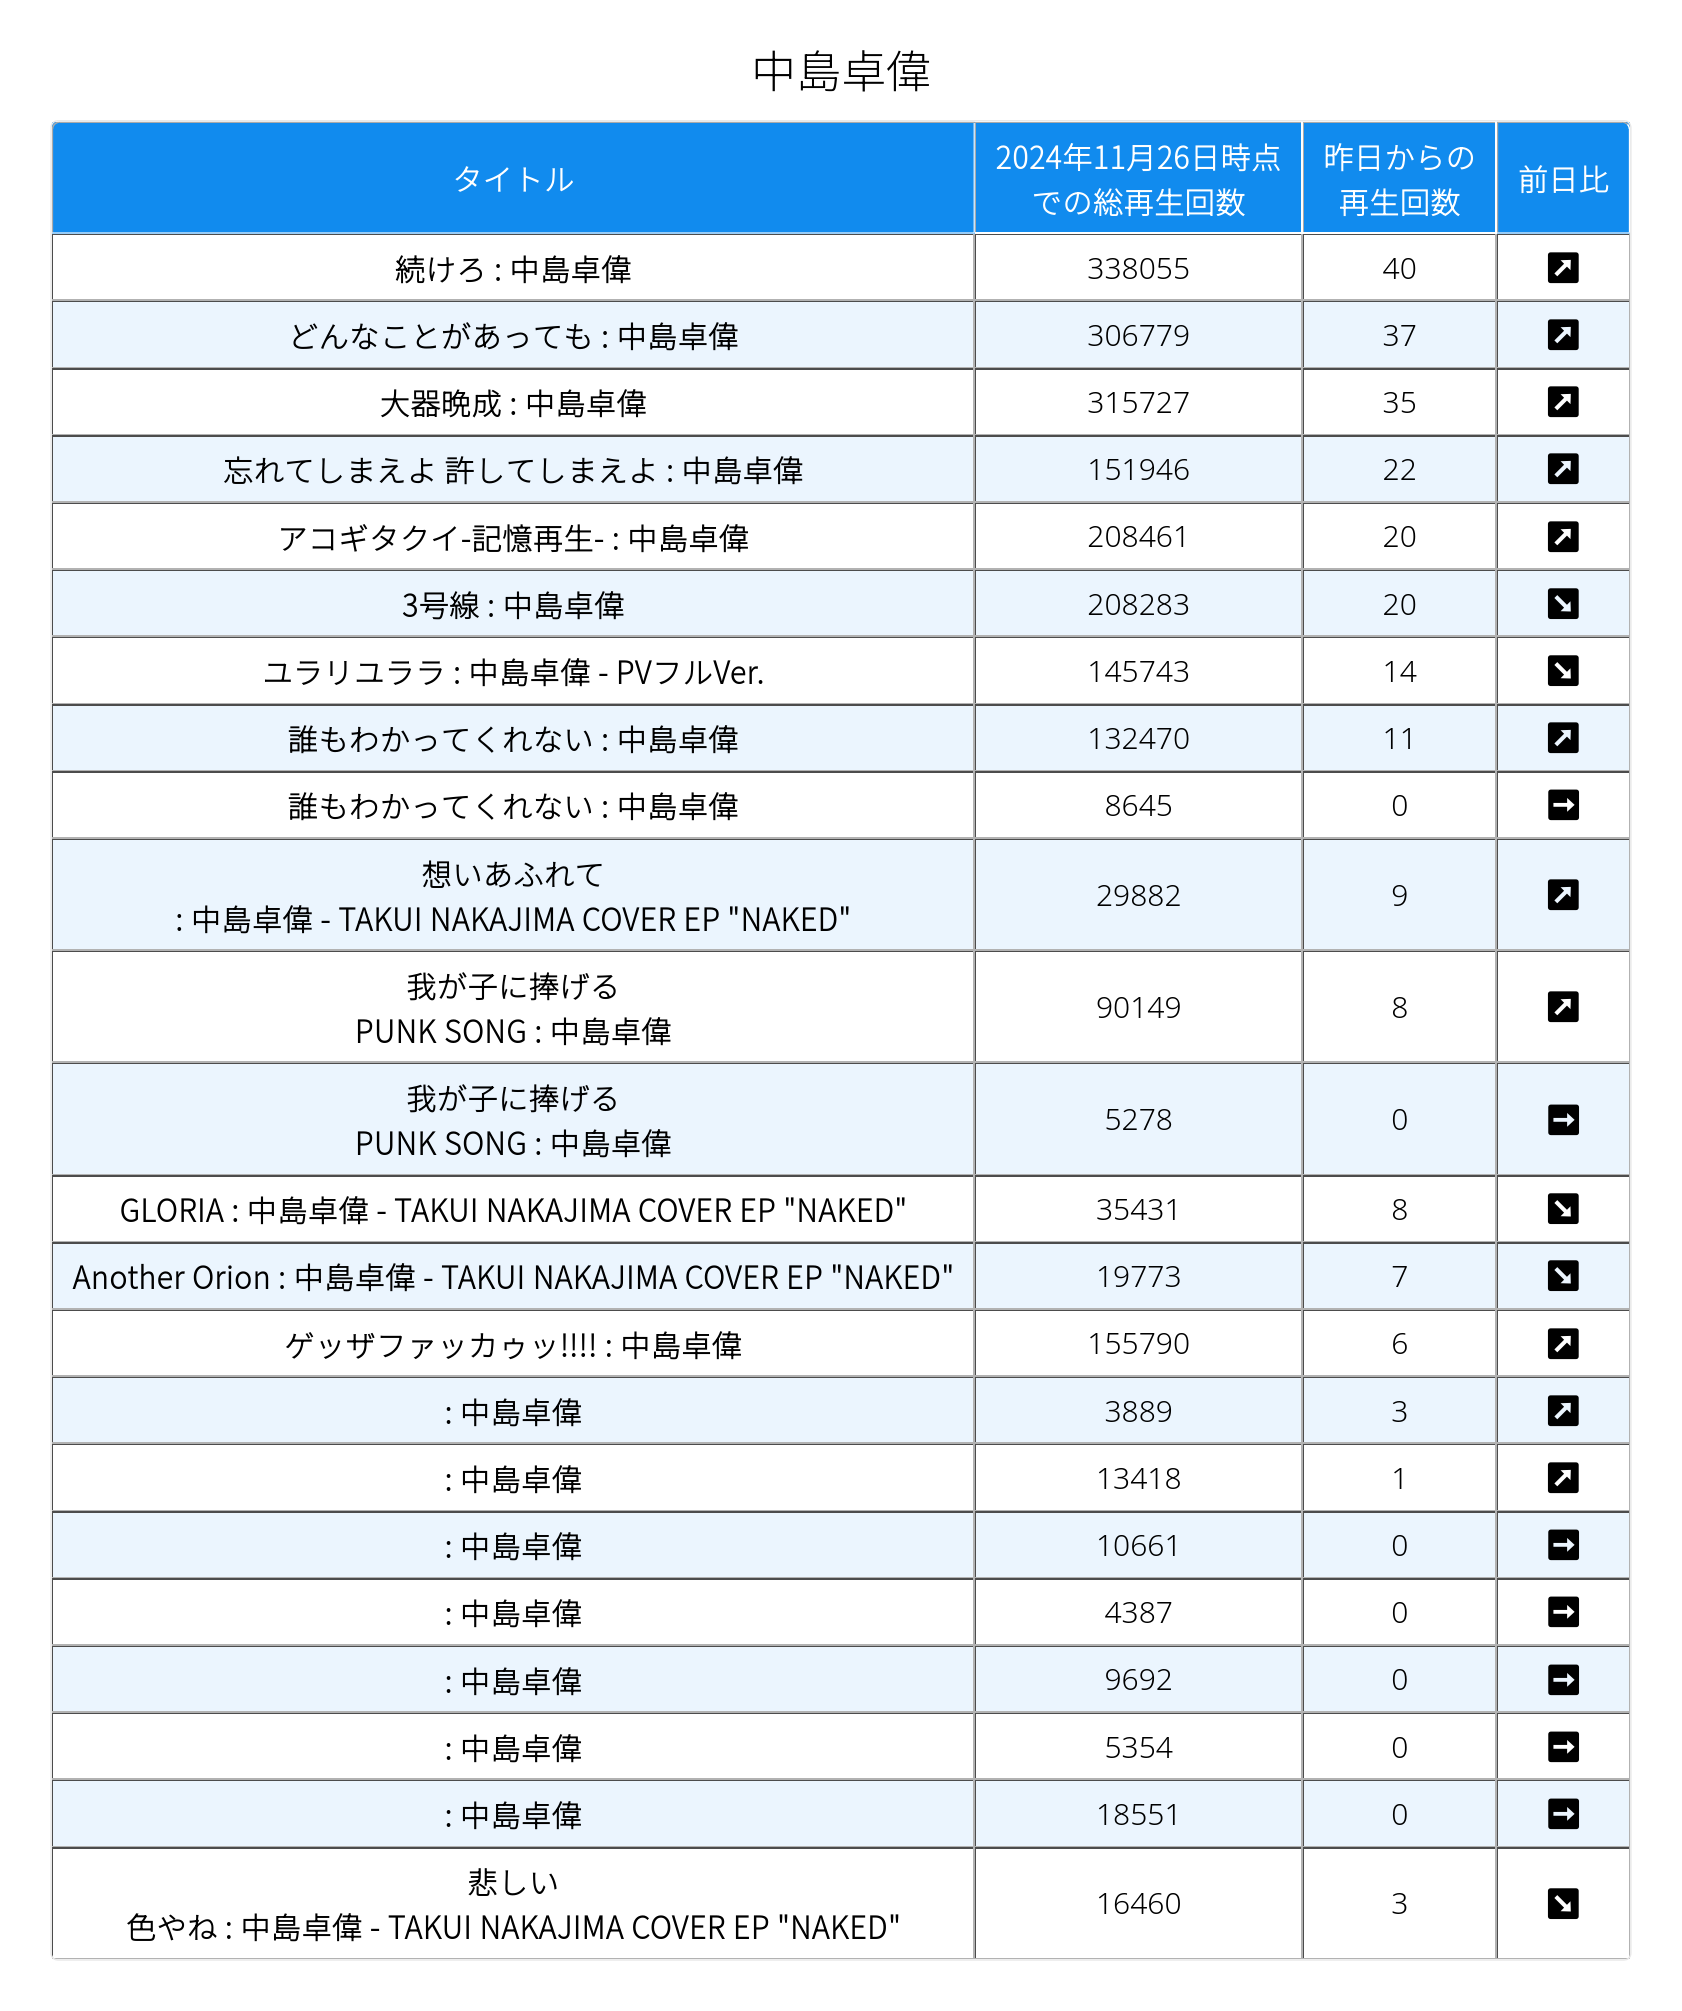 中島卓偉
タイトル
2024年11月26日時点
での総再生回数
昨日からの
再生回数
前日比
続けろ : 中島卓偉 338055 40
どんなことがあっても : 中島卓偉 306779 37
大器晩成 : 中島卓偉 315727 35
忘れてしまえよ 許してしまえよ : 中島卓偉 151946 22
アコギタクイ-記憶再生- : 中島卓偉 208461 20
3号線 : 中島卓偉 208283 20
ユラリユララ : 中島卓偉 - PVフルVer. 145743 14
誰もわかってくれない : 中島卓偉 132470 11
誰もわかってくれない : 中島卓偉 8645 0
想いあふれて
: 中島卓偉 - TAKUI NAKAJIMA COVER EP "NAKED" 29882 9
我が子に捧げる
PUNK SONG : 中島卓偉 90149 8
我が子に捧げる
PUNK SONG : 中島卓偉 5278 0
GLORIA : 中島卓偉 - TAKUI NAKAJIMA COVER EP "NAKED" 35431 8
Another Orion : 中島卓偉 - TAKUI NAKAJIMA COVER EP "NAKED" 19773 7
ゲッザファッカゥッ!!!! : 中島卓偉 155790 6
: 中島卓偉 3889 3
: 中島卓偉 13418 1
: 中島卓偉 10661 0
: 中島卓偉 4387 0
: 中島卓偉 9692 0
: 中島卓偉 5354 0
: 中島卓偉 18551 0
悲しい
色やね : 中島卓偉 - TAKUI NAKAJIMA COVER EP "NAKED" 16460 3